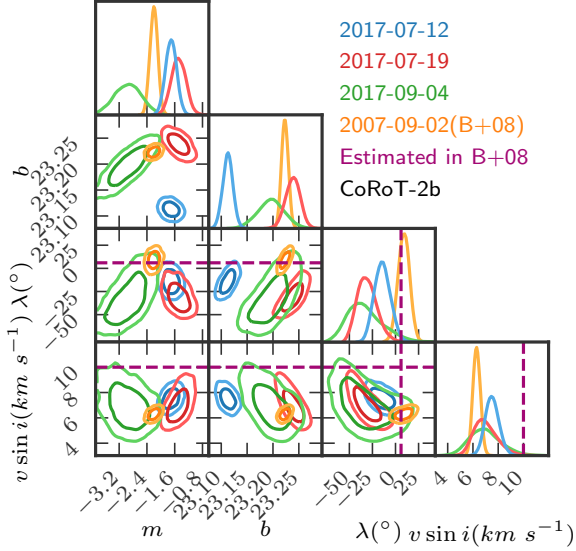 2017-07-12
2017-07-19
2017-09-04
2007-09-02(B+08)
Estimated in B+08
CoRoT-2b
b
23.25
23.20
23.15
23.10
λ(°)
25
0
−25
−50
v sin i(km s⁻¹)
10
8
6
4
−3.2 −2.4 −1.6 −0.8
23.10 23.15 23.20 23.25
−50 −25 0 25
4 6 8 10
m b λ(°) v sin i(km s⁻¹)